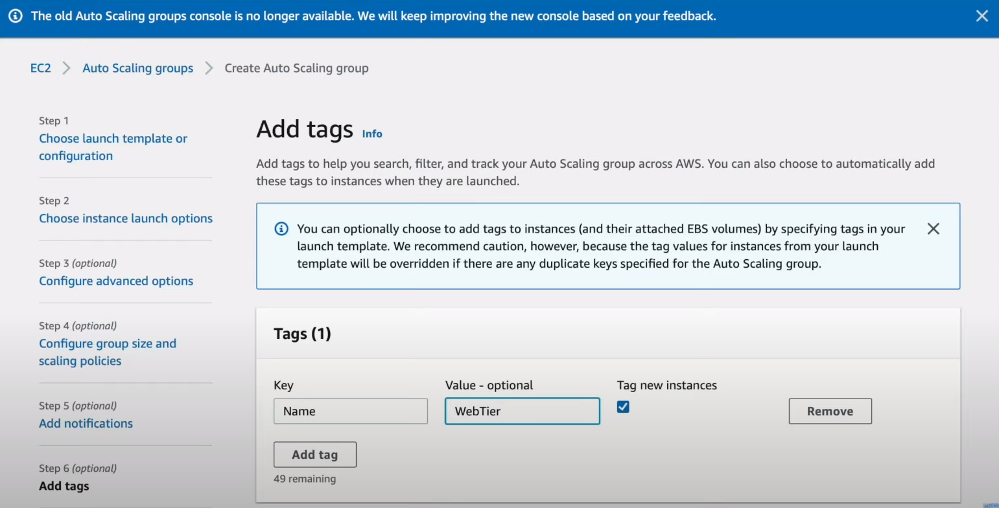 The old Auto Scaling groups console is no longer available. We will keep improving the new console based on your feedback.
EC2 Auto Scaling groups Create Auto Scaling group
Step 1
Choose launch template or
configuration
Step 2
Choose instance launch options
Step 3 (optional)
Configure advanced options
Step 4 (optional)
Configure group size and
scaling policies
Step 5 (optional)
Add notifications
Step 6 (optional)
Add tags
Add tags Info
Add tags to help you search, filter, and track your Auto Scaling group across AWS. You can also choose to automatically add
these tags to instances when they are launched.
You can optionally choose to add tags to instances (and their attached EBS volumes) by specifying tags in your
launch template. We recommend caution, however, because the tag values for instances from your launch
template will be overridden if there are any duplicate keys specified for the Auto Scaling group.
Tags (1)
Key Value - optional Tag new instances
Name WebTier Remove
Add tag
49 remaining